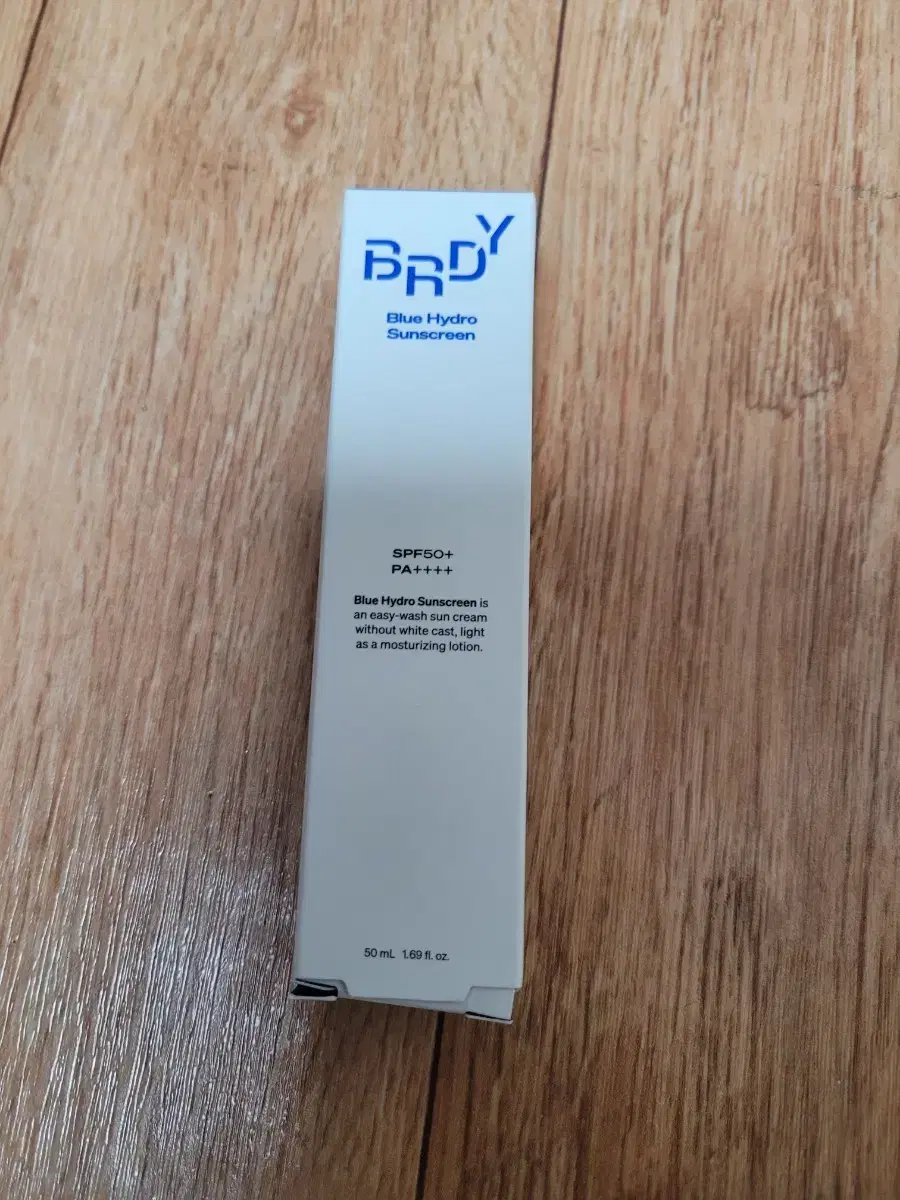 BRDY
Blue Hydro
Sunscreen
SPF50+
PA++++
Blue Hydro Sunscreen is
an easy-wash sun cream
without white cast, light
as a mosturizing lotion.
50 mL 1.69 fl. oz.